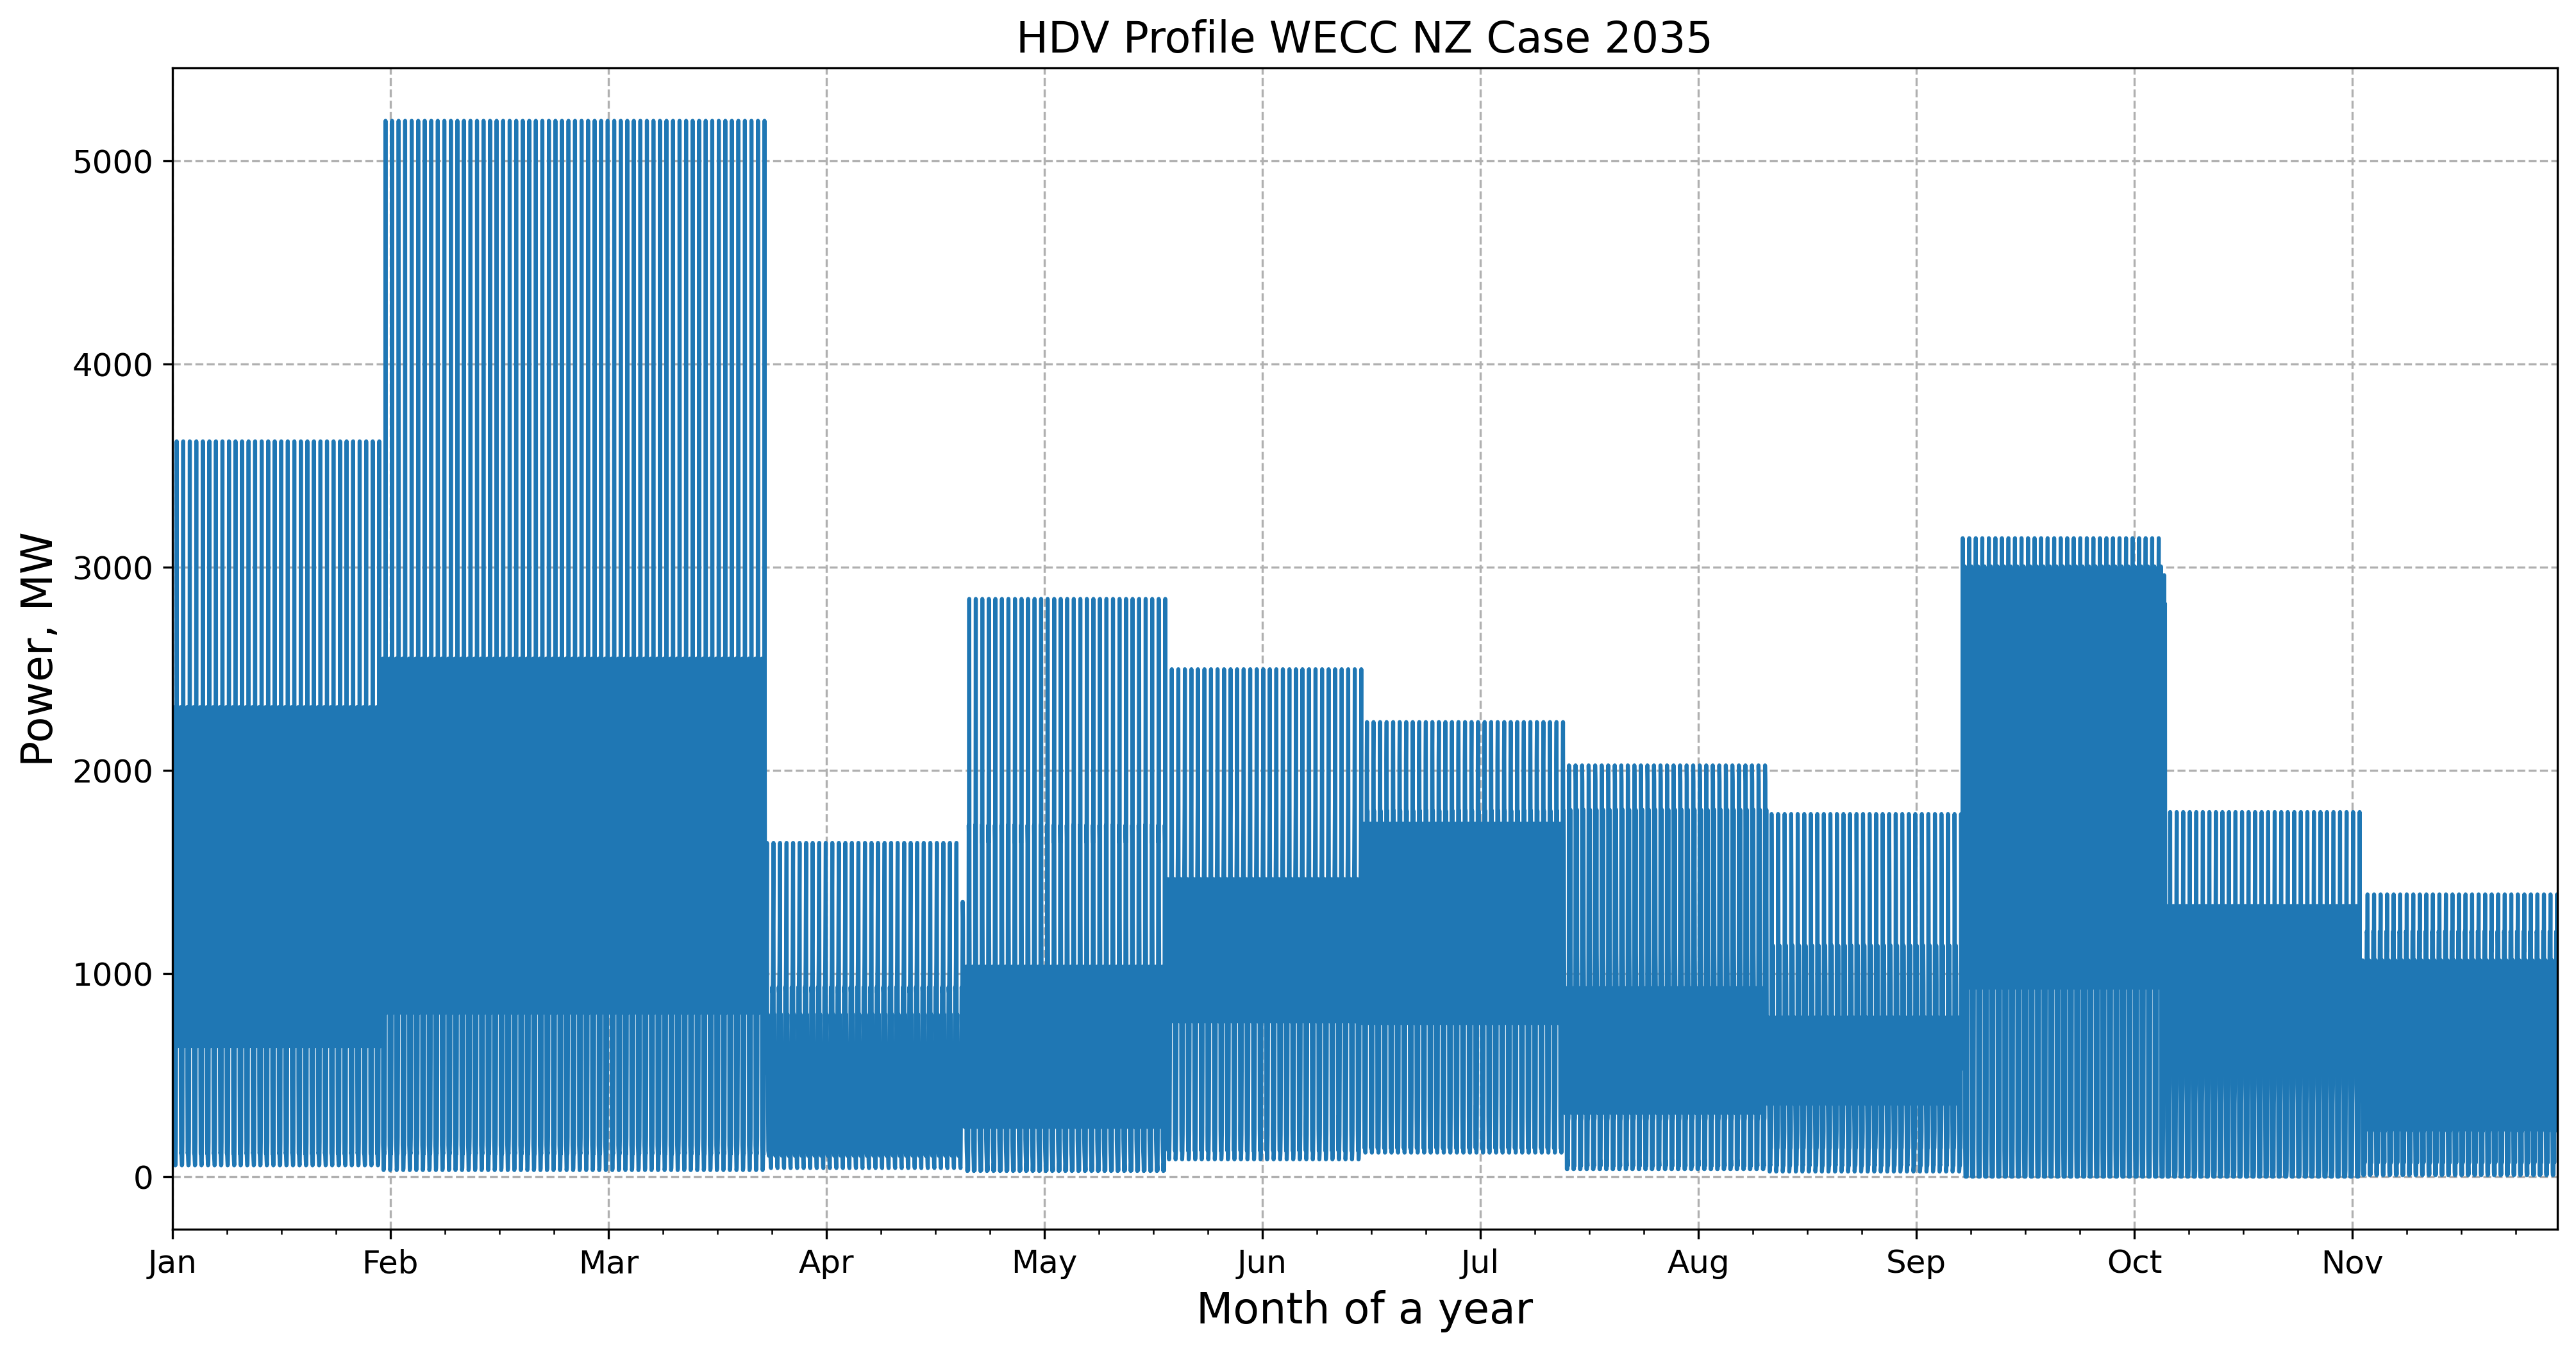 HDV Profile WECC NZ Case 2035
Power, MW
5000
4000
3000
2000
1000
0
Jan Feb Mar Apr May Jun Jul Aug Sep Oct Nov
Month of a year